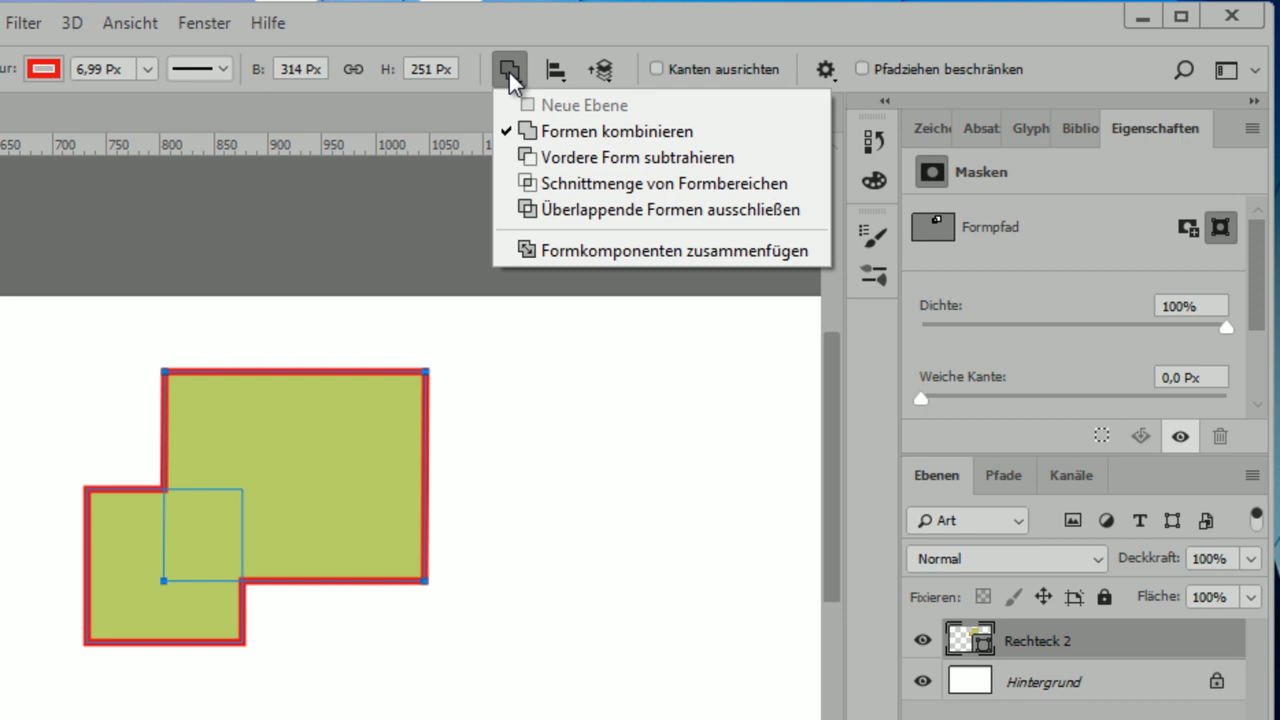 Filter 3D Ansicht Fenster Hilfe
ur: 6,99 Px B: 314 Px H: 251 Px Kanten ausrichten Pfadziehen beschränken
Neue Ebene
Formen kombinieren
Vordere Form subtrahieren
Schnittmenge von Formbereichen
Überlappende Formen ausschließen
Formkomponenten zusammenfügen
650 700 750 800 850 900 950 1000 1050 1
Zeiche Absat Glyph Biblio Eigenschaften
Masken
Formpfad
Dichte: 100%
Weiche Kante: 0,0 Px
Ebenen Pfade Kanäle
Art
Normal Deckkraft: 100%
Fixieren: Fläche: 100%
Rechteck 2
Hintergrund